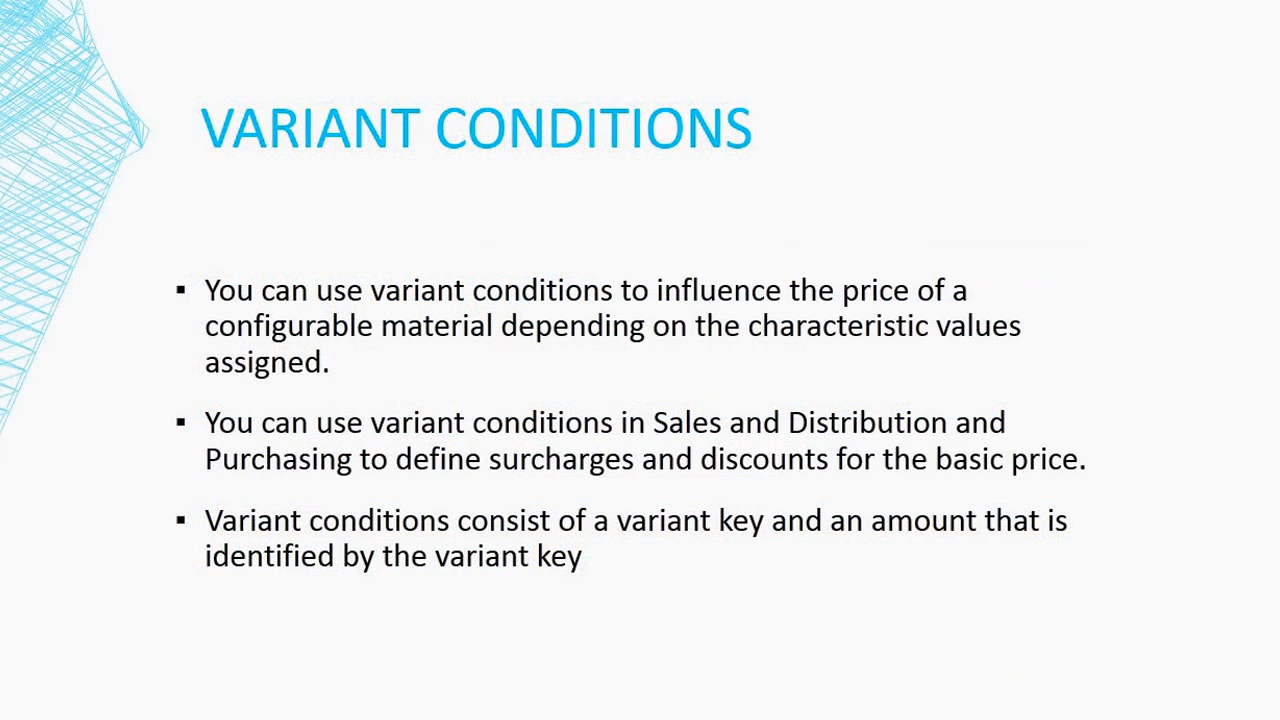 VARIANT CONDITIONS
▪ You can use variant conditions to influence the price of a
configurable material depending on the characteristic values
assigned.
▪ You can use variant conditions in Sales and Distribution and
Purchasing to define surcharges and discounts for the basic price.
▪ Variant conditions consist of a variant key and an amount that is
identified by the variant key